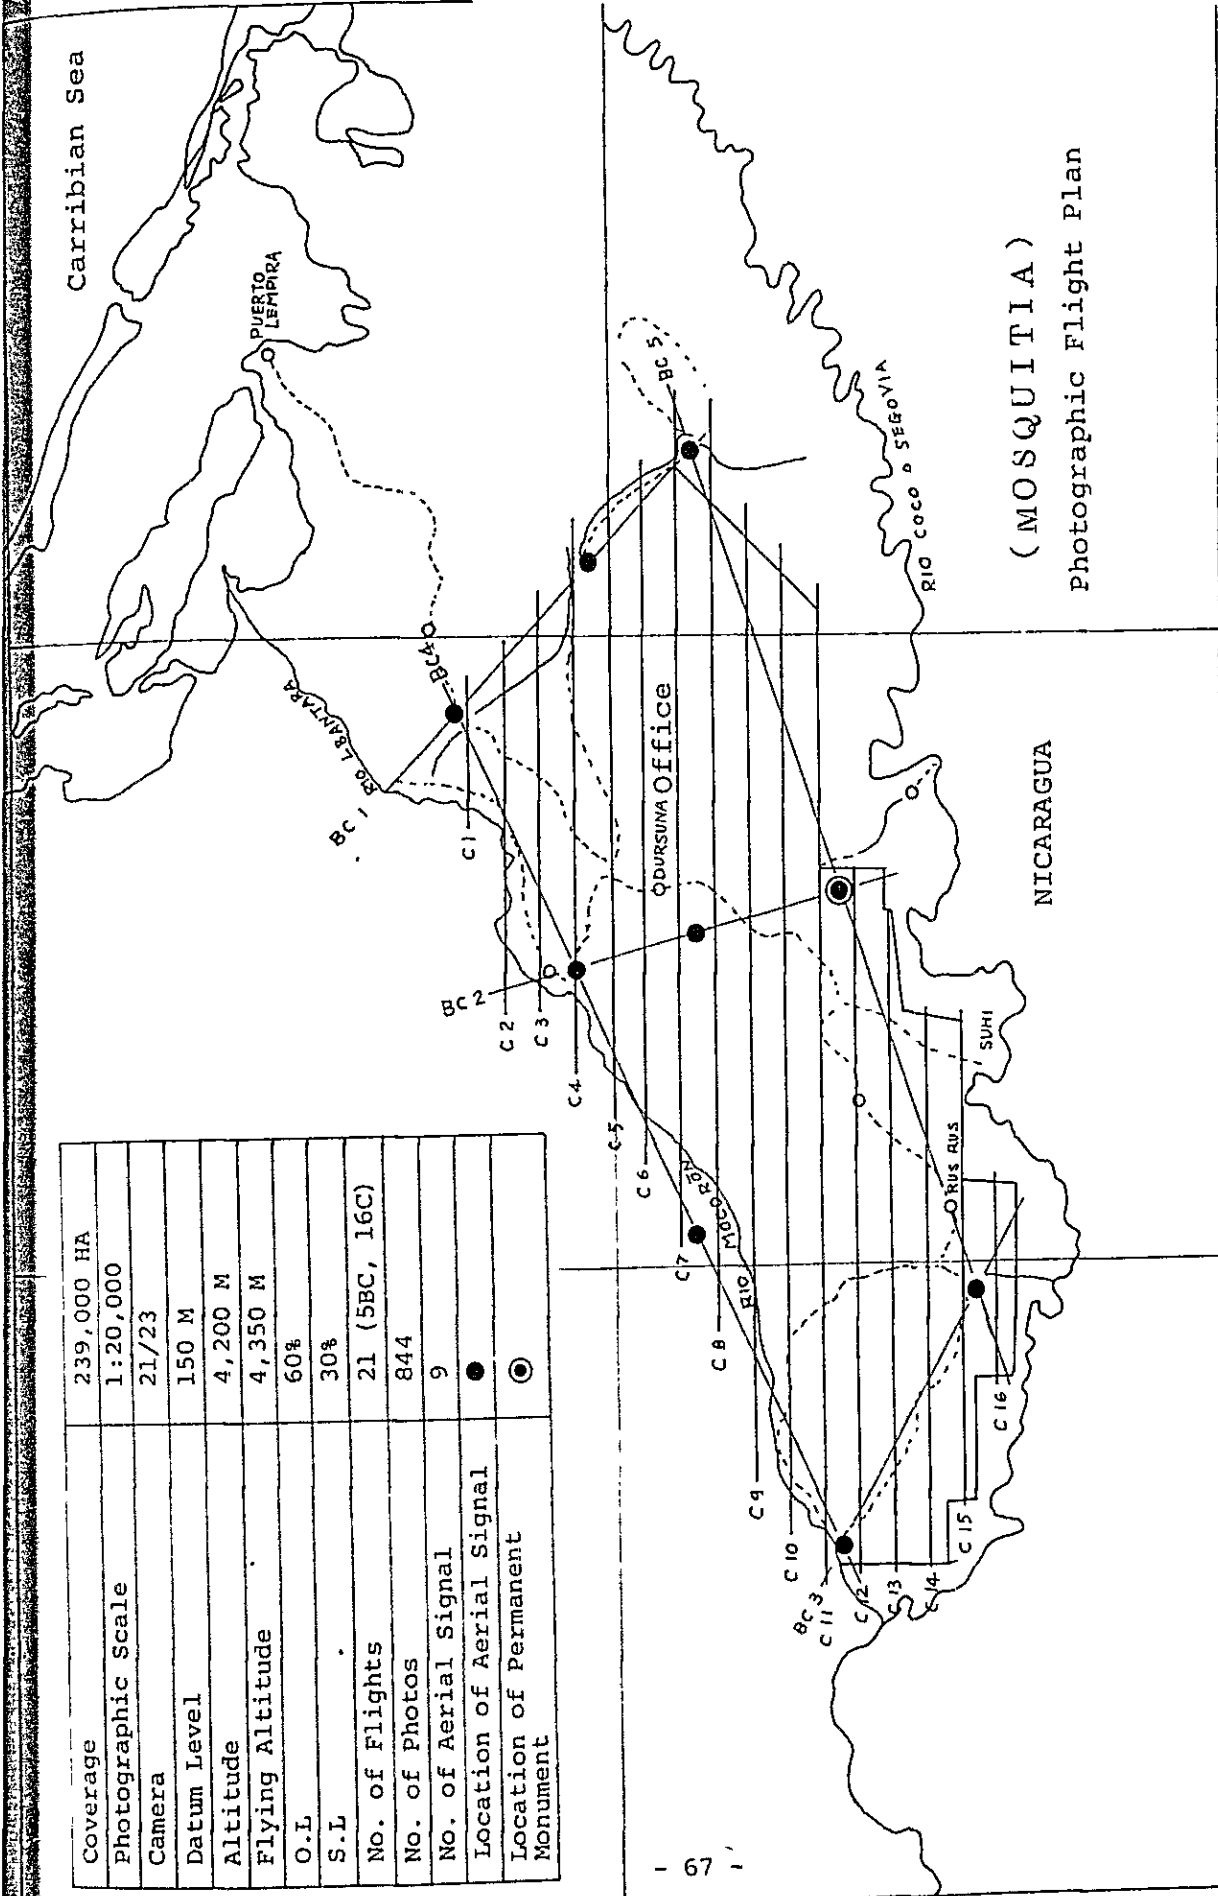 Coverage 239,000 HA
Photographic Scale 1:20,000
Camera 21/23
Datum Level 150 M
Altitude 4,200 M
Flying Altitude 4,350 M
O.L 60%
S.L 30%
No. of Flights 21 (5BC, 16C)
No. of Photos 844
No. of Aerial Signal 9
Location of Aerial Signal
Location of Permanent
Monument
Carribian Sea
PUERTO
LEMPIRA
BC 1
BC4
BC 2
BC 5
BC 3
C 1
C 2
C 3
C4
C-5
C 6
C7
C 8
C 9
C 10
C 11
C 12
C 13
C 14
C 15
C 16
DURSUNA Office
RIO MOCORON
RUS RUS
SUHI
RIO COCO O SEGOVIA
NICARAGUA
(MOSQUITIA)
Photographic Flight Plan
- 67 -